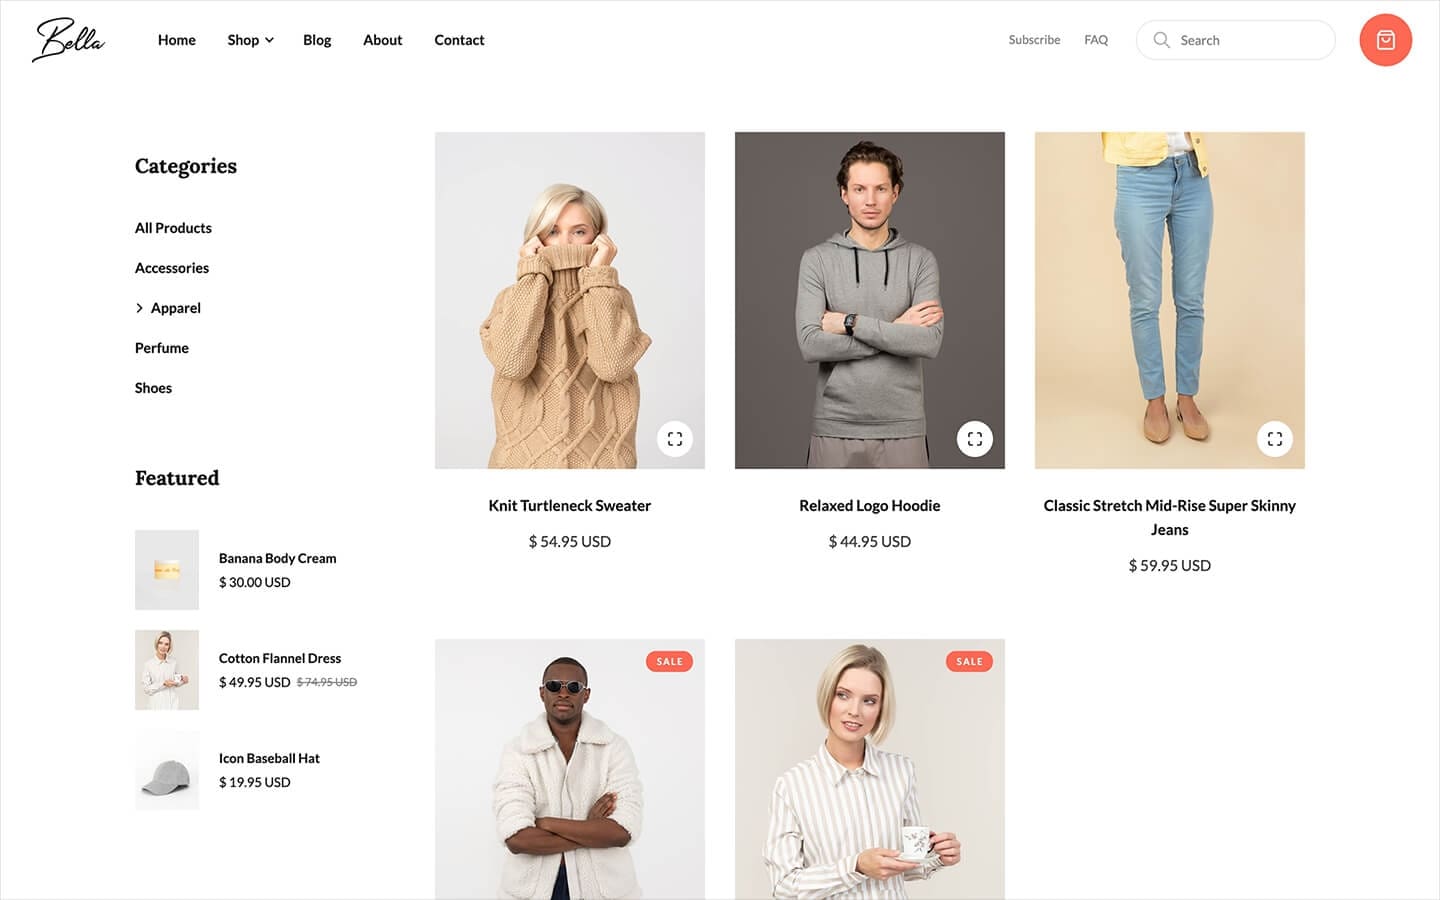 Bella
Home
Shop
Blog
About
Contact
Subscribe
FAQ
Search
Categories
All Products
Accessories
Apparel
Perfume
Shoes
Featured
Banana Body Cream
$ 30.00 USD
Cotton Flannel Dress
$ 49.95 USD $ 74.95 USD
Icon Baseball Hat
$ 19.95 USD
Knit Turtleneck Sweater
$ 54.95 USD
Relaxed Logo Hoodie
$ 44.95 USD
Classic Stretch Mid-Rise Super Skinny
Jeans
$ 59.95 USD
SALE
SALE